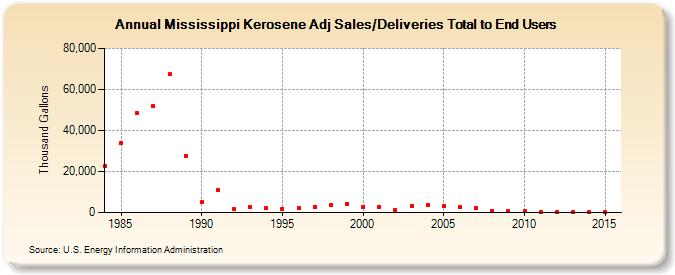 Annual Mississippi Kerosene Adj Sales/Deliveries Total to End Users
Thousand Gallons
80,000
60,000
40,000
20,000
0
1985 1990 1995 2000 2005 2010 2015
Source: U.S. Energy Information Administration